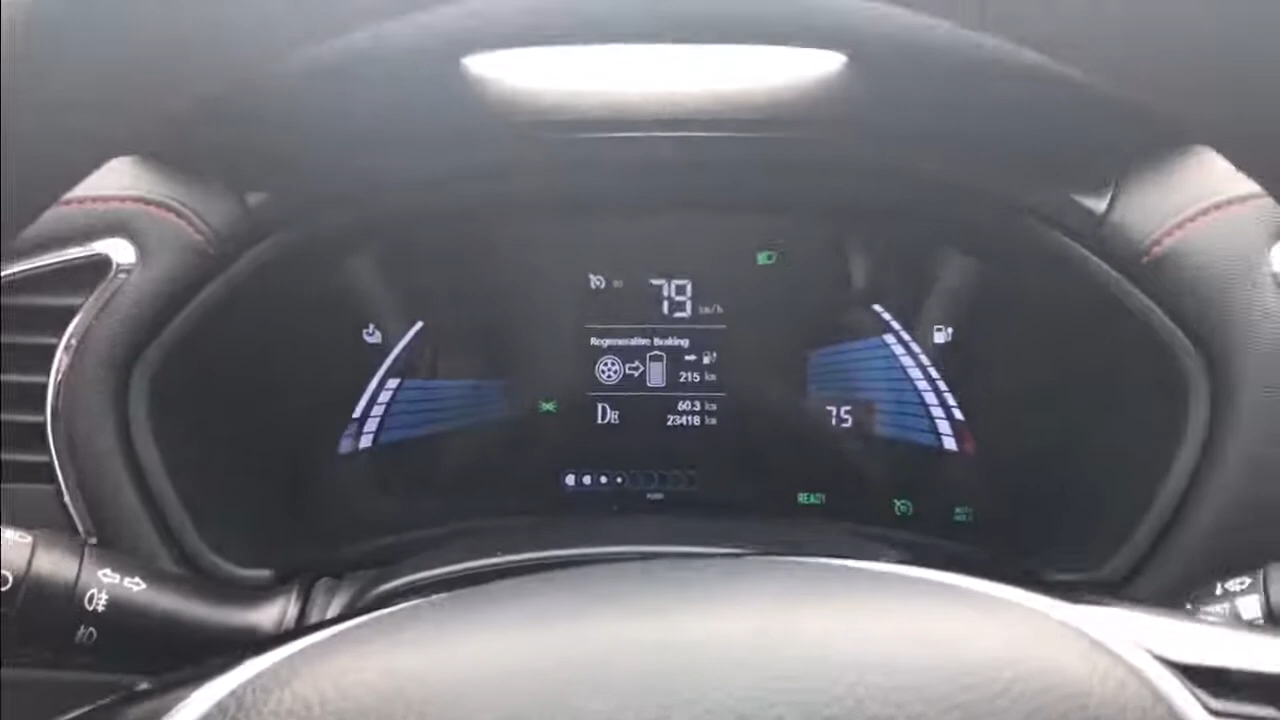 79 km/h
Regenerative Braking
215 km
DE
60.3 km
23418 km
75
READY